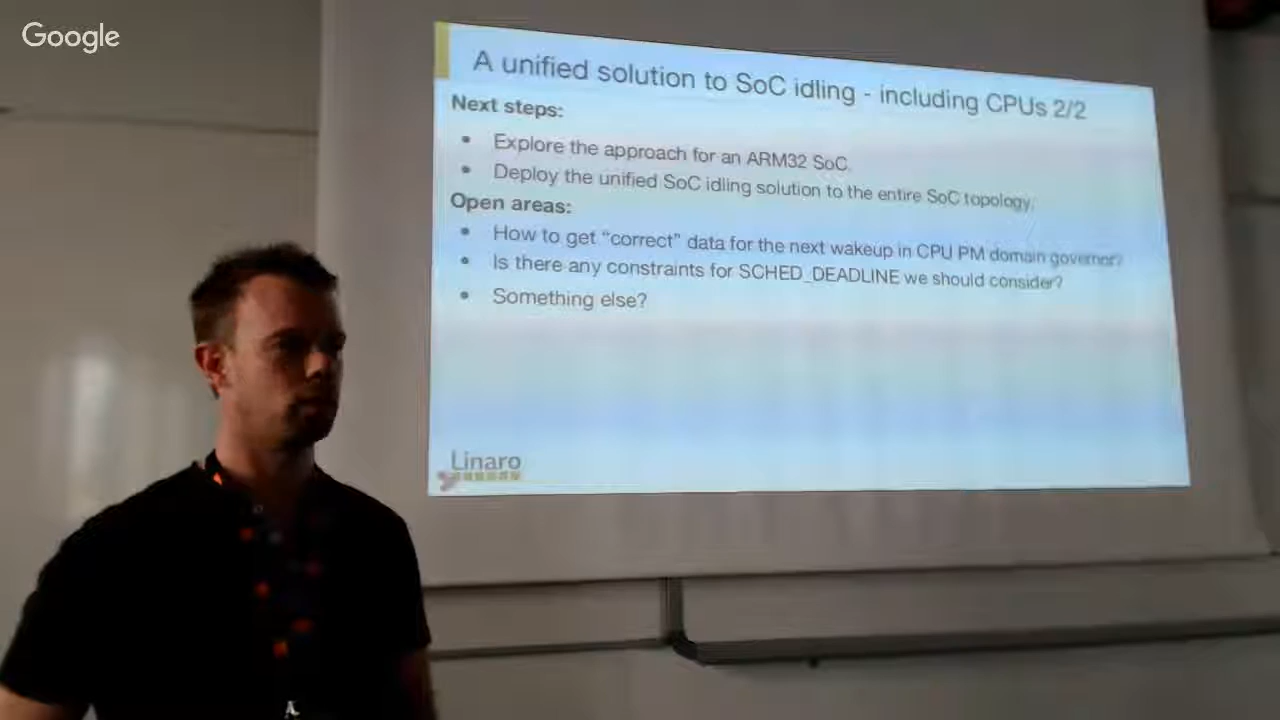 Google
A unified solution to SoC idling - including CPUs 2/2
Next steps:
• Explore the approach for an ARM32 SoC.
• Deploy the unified SoC idling solution to the entire SoC topology.
Open areas:
• How to get “correct” data for the next wakeup in CPU PM domain governor?
• Is there any constraints for SCHED_DEADLINE we should consider?
• Something else?
Linaro